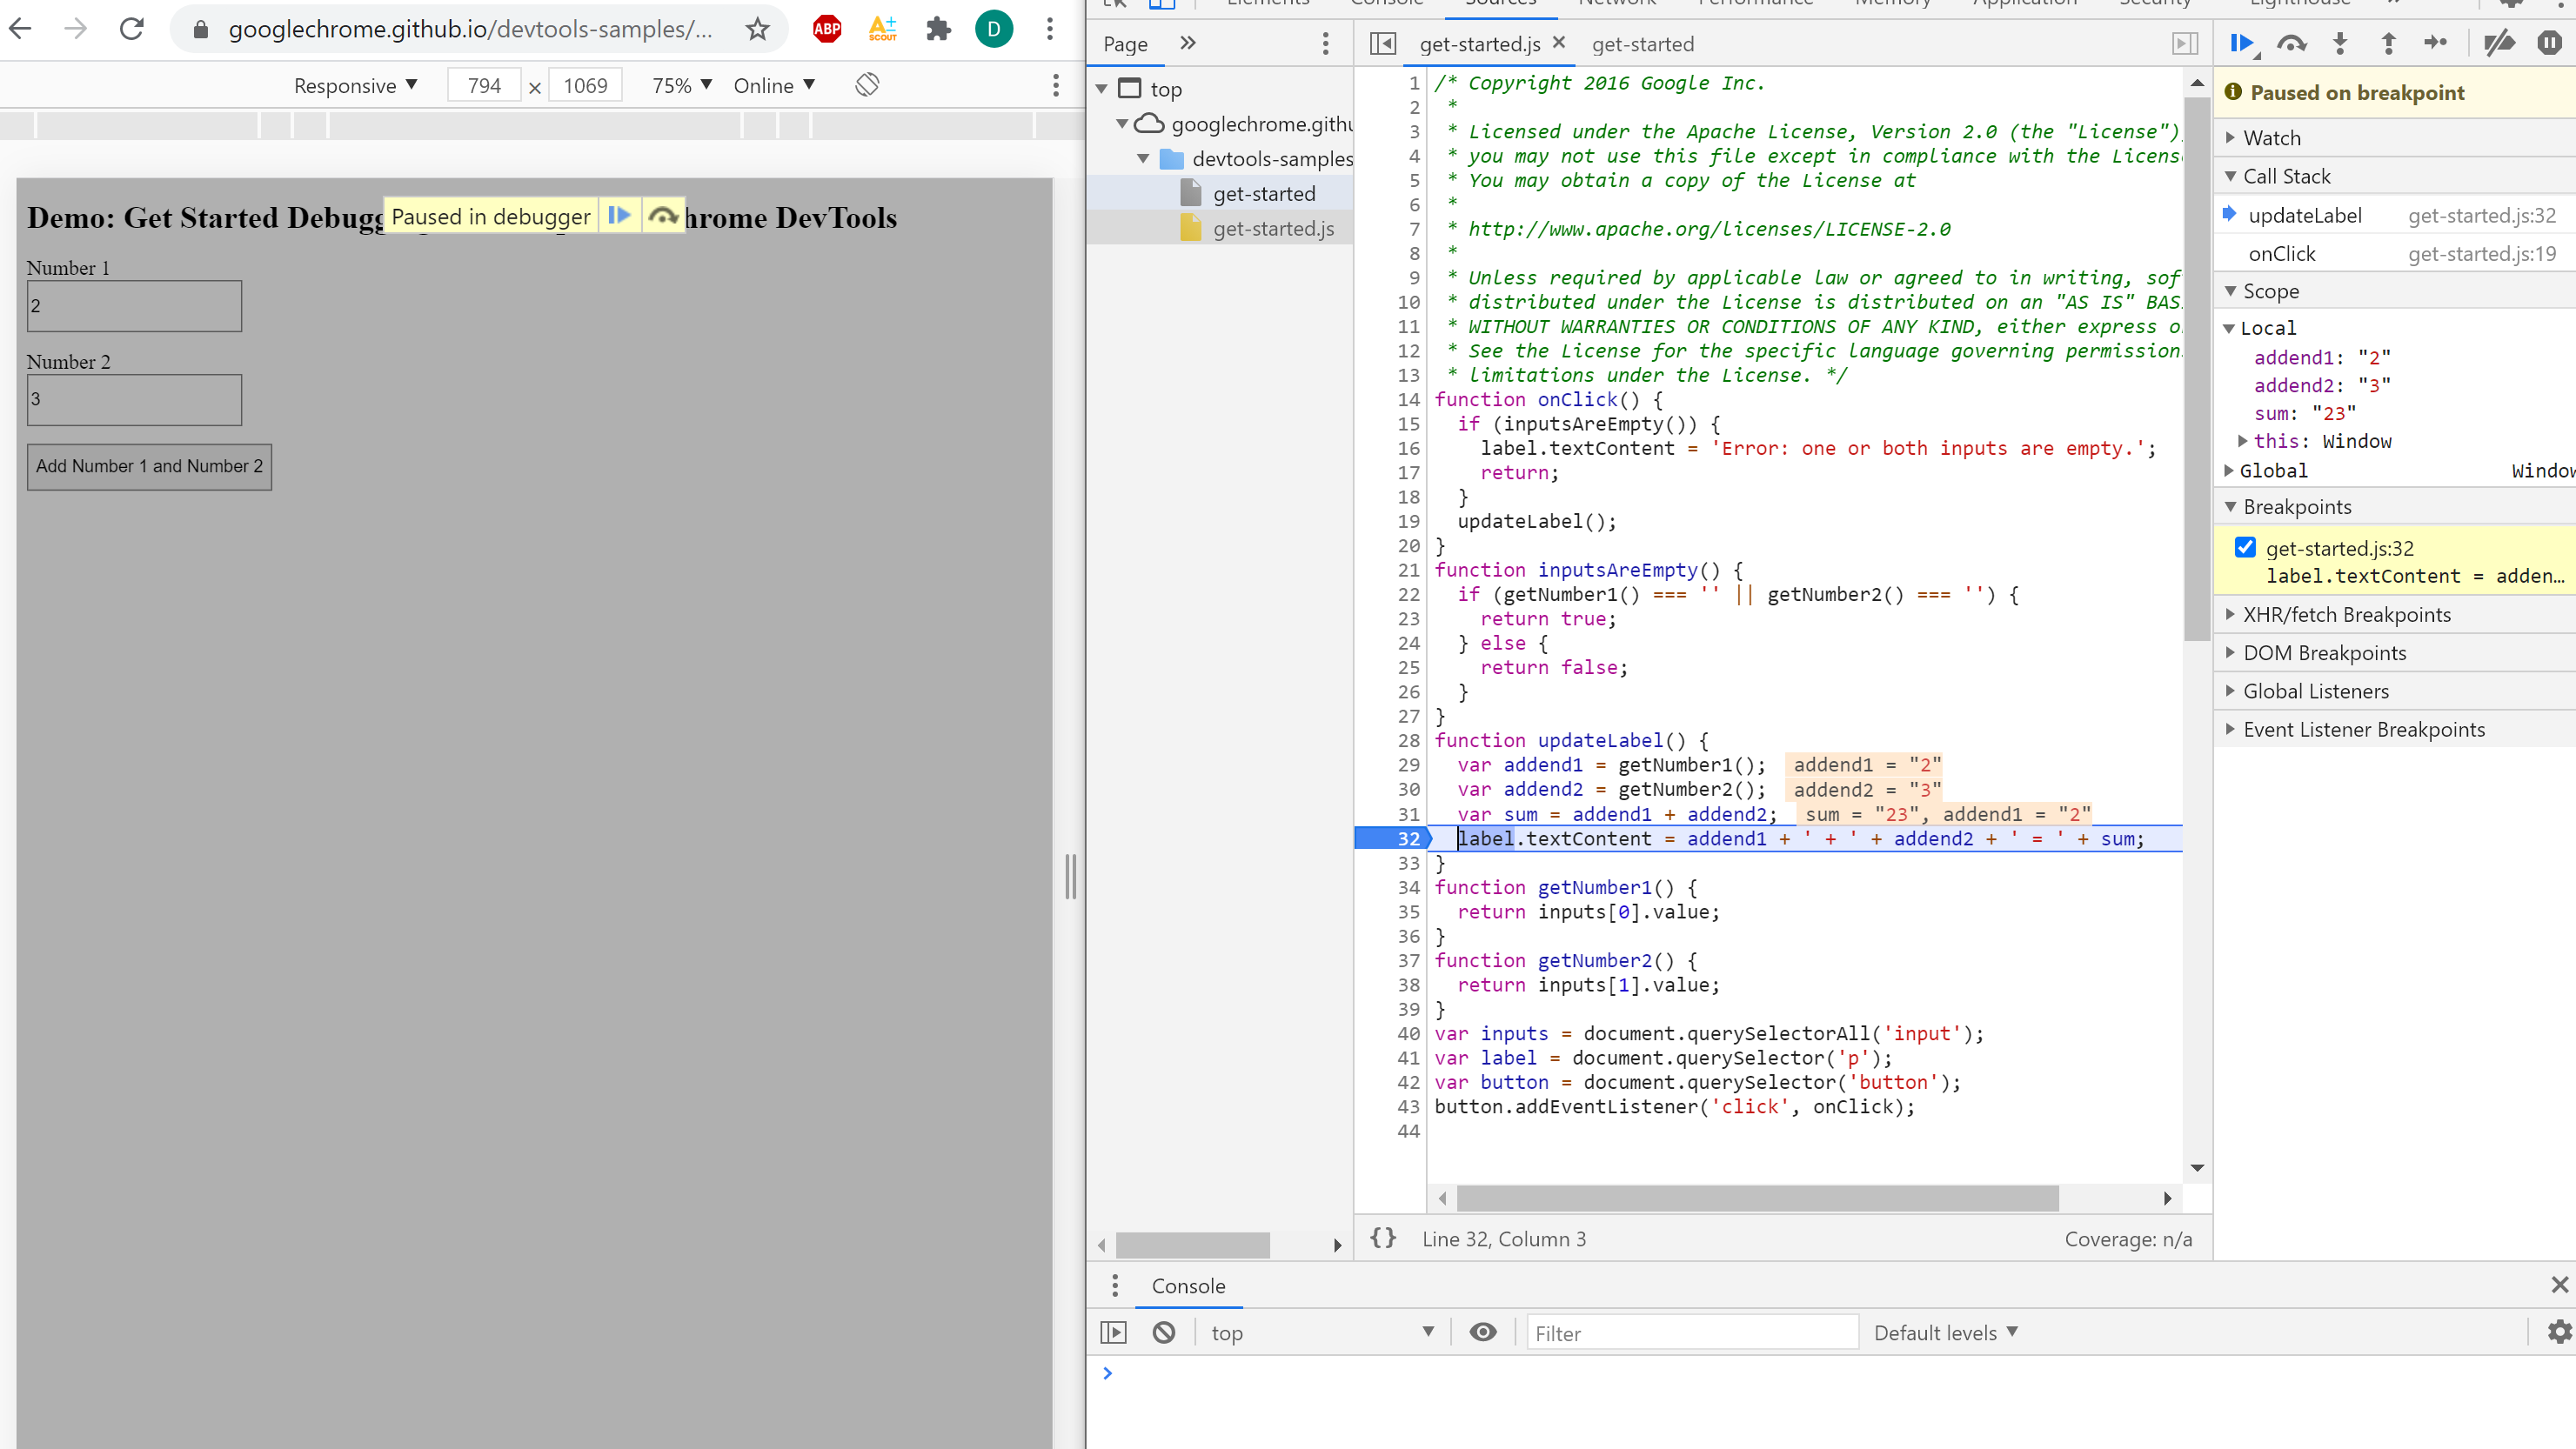 Elements Console Sources Network Performance Memory Application Security Lighthouse »
googlechrome.github.io/devtools-samples/...
ABP
A±
SCOUT
D
Responsive ▼ 794 × 1069 75% ▼ Online ▼
Demo: Get Started Debugg
Paused in debugger
hrome DevTools
Number 1
2
Number 2
3
Add Number 1 and Number 2
Page »
top
googlechrome.githu
devtools-samples
get-started
get-started.js
get-started.js × get-started
1 /* Copyright 2016 Google Inc.
2  *
3  * Licensed under the Apache License, Version 2.0 (the "License")
4  * you may not use this file except in compliance with the Licens
5  * You may obtain a copy of the License at
6  *
7  * http://www.apache.org/licenses/LICENSE-2.0
8  *
9  * Unless required by applicable law or agreed to in writing, sof
10  * distributed under the License is distributed on an "AS IS" BAS
11  * WITHOUT WARRANTIES OR CONDITIONS OF ANY KIND, either express o
12  * See the License for the specific language governing permission
13  * limitations under the License. */
14 function onClick() {
15   if (inputsAreEmpty()) {
16     label.textContent = 'Error: one or both inputs are empty.';
17     return;
18   }
19   updateLabel();
20 }
21 function inputsAreEmpty() {
22   if (getNumber1() === '' || getNumber2() === '') {
23     return true;
24   } else {
25     return false;
26   }
27 }
28 function updateLabel() {
29   var addend1 = getNumber1();  addend1 = "2"
30   var addend2 = getNumber2();  addend2 = "3"
31   var sum = addend1 + addend2;  sum = "23", addend1 = "2"
32   label.textContent = addend1 + ' + ' + addend2 + ' = ' + sum;
33 }
34 function getNumber1() {
35   return inputs[0].value;
36 }
37 function getNumber2() {
38   return inputs[1].value;
39 }
40 var inputs = document.querySelectorAll('input');
41 var label = document.querySelector('p');
42 var button = document.querySelector('button');
43 button.addEventListener('click', onClick);
44
{} Line 32, Column 3 Coverage: n/a
Paused on breakpoint
Watch
Call Stack
updateLabel get-started.js:32
onClick get-started.js:19
Scope
Local
addend1: "2"
addend2: "3"
sum: "23"
this: Window
Global Window
Breakpoints
get-started.js:32
label.textContent = adden…
XHR/fetch Breakpoints
DOM Breakpoints
Global Listeners
Event Listener Breakpoints
Console
top ▼ Filter Default levels ▼
>